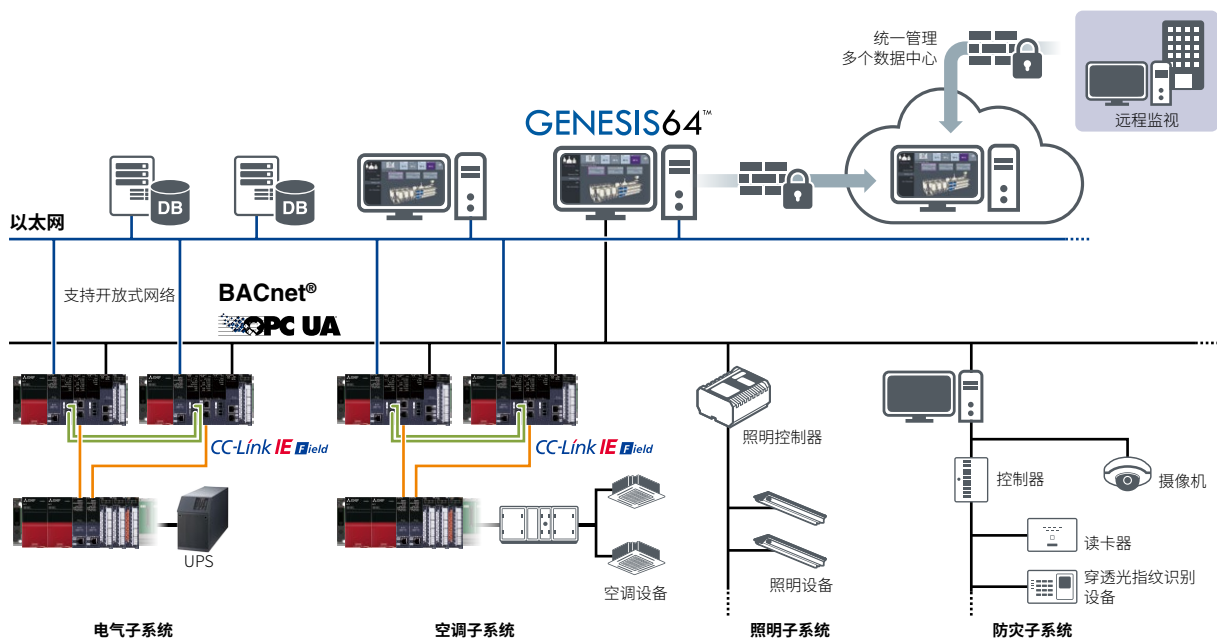 统一管理
多个数据中心
远程监视
GENESIS64™
DB
DB
以太网
支持开放式网络
BACnet®
OPC UA
CC-Link IE Field
CC-Link IE Field
照明控制器
控制器
摄像机
读卡器
穿透光指纹识别
设备
UPS
空调设备
照明设备
电气子系统
空调子系统
照明子系统
防灾子系统